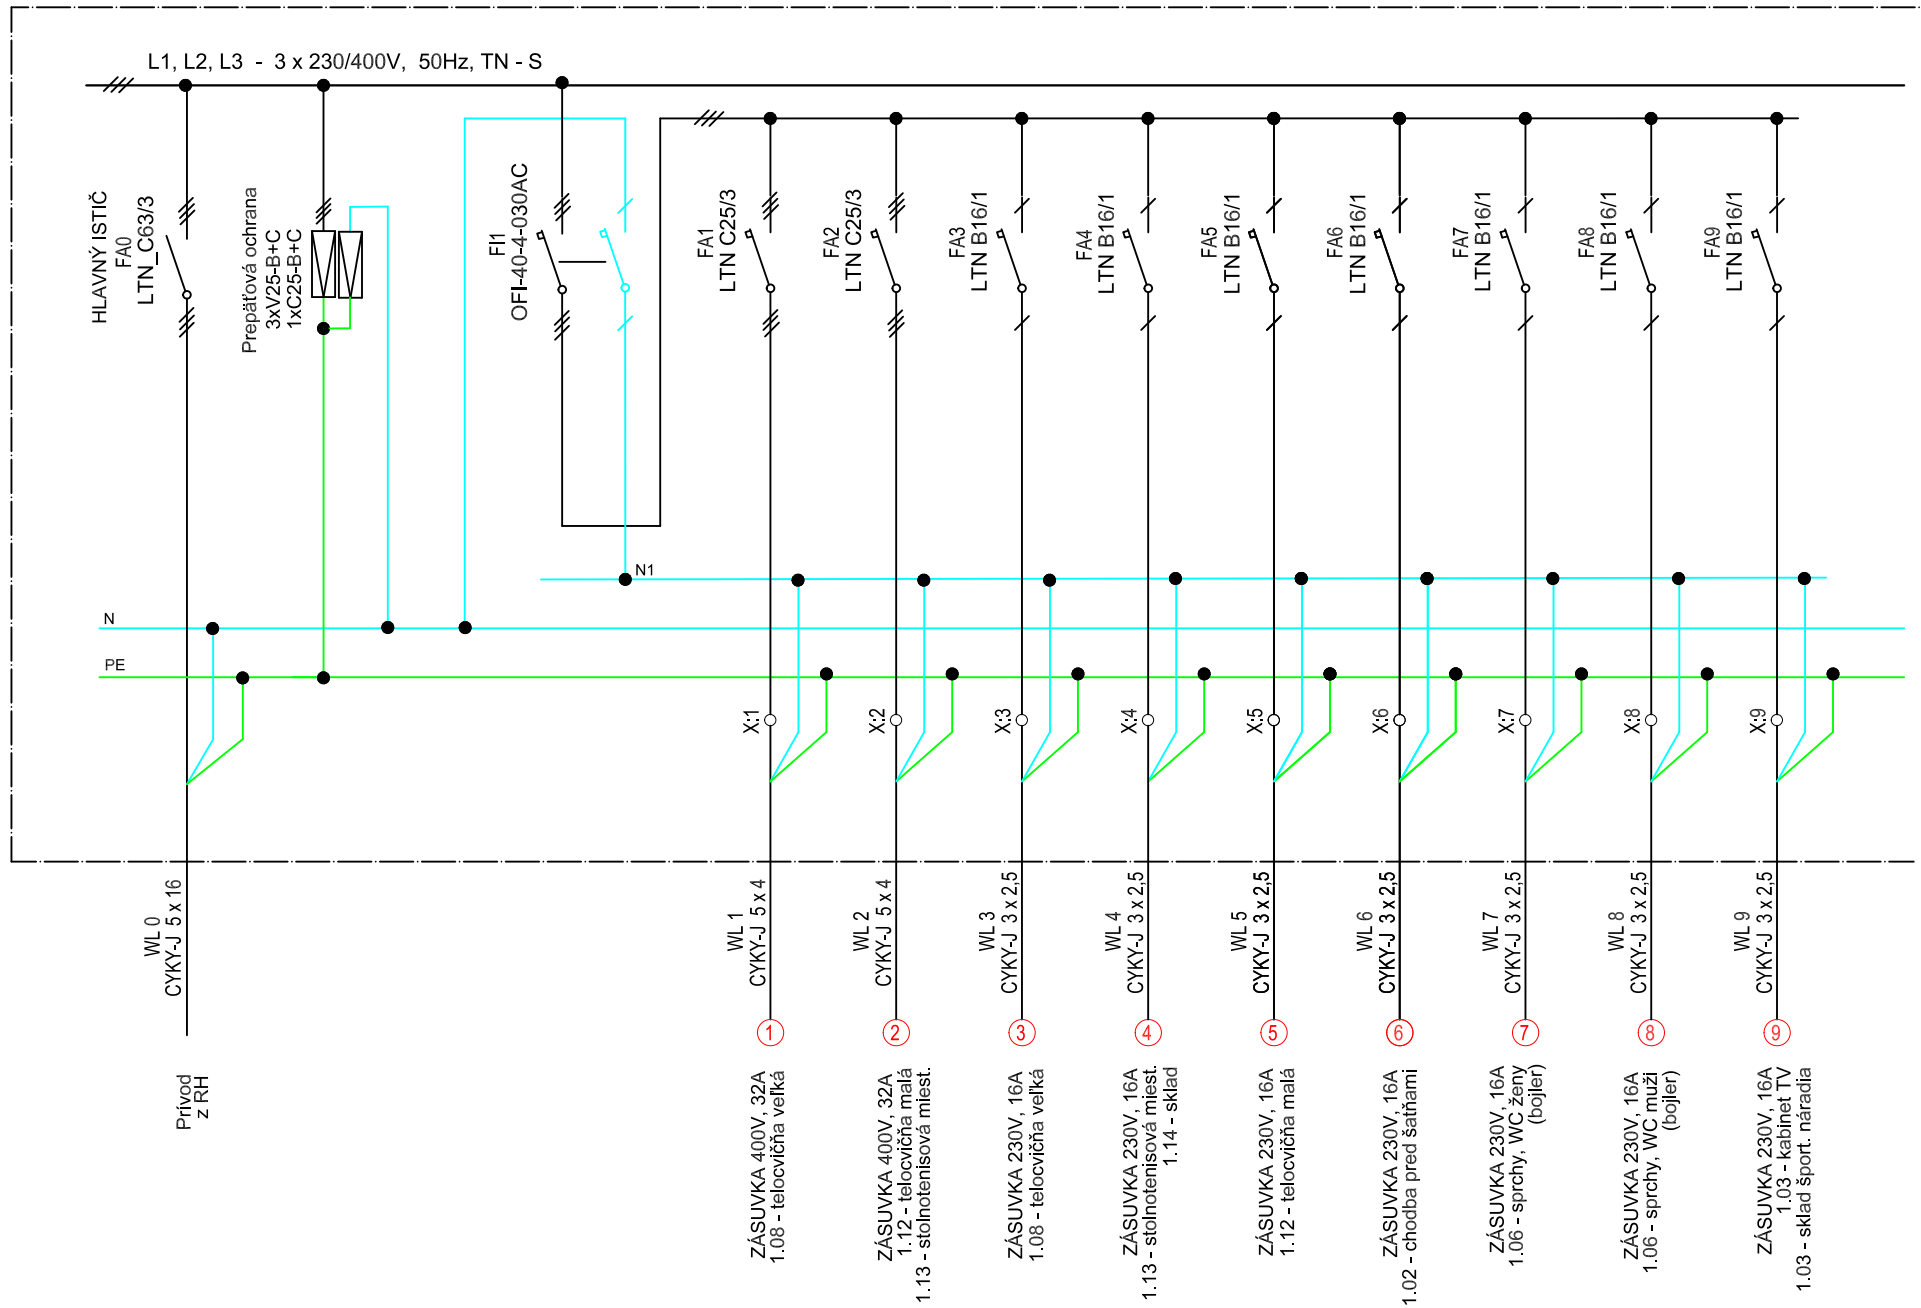 L1, L2, L3 - 3 x 230/400V, 50Hz, TN - S
HLAVNÝ ISTIČ
FA0
LTN_C63/3
Prepäťová ochrana
3xV25-B+C
1xC25-B+C
FI1
OFI-40-4-030AC
FA1
LTN C25/3
FA2
LTN C25/3
FA3
LTN B16/1
FA4
LTN B16/1
FA5
LTN B16/1
FA6
LTN B16/1
FA7
LTN B16/1
FA8
LTN B16/1
FA9
LTN B16/1
N1
N
PE
X:1
X:2
X:3
X:4
X:5
X:6
X:7
X:8
X:9
WL 0
CYKY-J 5 x 16
WL 1
CYKY-J 5 x 4
WL 2
CYKY-J 5 x 4
WL 3
CYKY-J 3 x 2,5
WL 4
CYKY-J 3 x 2,5
WL 5
CYKY-J 3 x 2,5
WL 6
CYKY-J 3 x 2,5
WL 7
CYKY-J 3 x 2,5
WL 8
CYKY-J 3 x 2,5
WL 9
CYKY-J 3 x 2,5
1
2
3
4
5
6
7
8
9
Prívod
z RH
ZÁSUVKA 400V, 32A
1.08 - telocvičňa veľká
ZÁSUVKA 400V, 32A
1.12 - telocvičňa malá
1.13 - stolnotenisová miest.
ZÁSUVKA 230V, 16A
1.08 - telocvičňa veľká
ZÁSUVKA 230V, 16A
1.13 - stolnotenisová miest.
1.14 - sklad
ZÁSUVKA 230V, 16A
1.12 - telocvičňa malá
ZÁSUVKA 230V, 16A
1.02 - chodba pred šatňami
ZÁSUVKA 230V, 16A
1.06 - sprchy, WC ženy
(bojler)
ZÁSUVKA 230V, 16A
1.06 - sprchy, WC muži
(bojler)
ZÁSUVKA 230V, 16A
1.03 - kabinet TV
1.03 - sklad šport. náradia